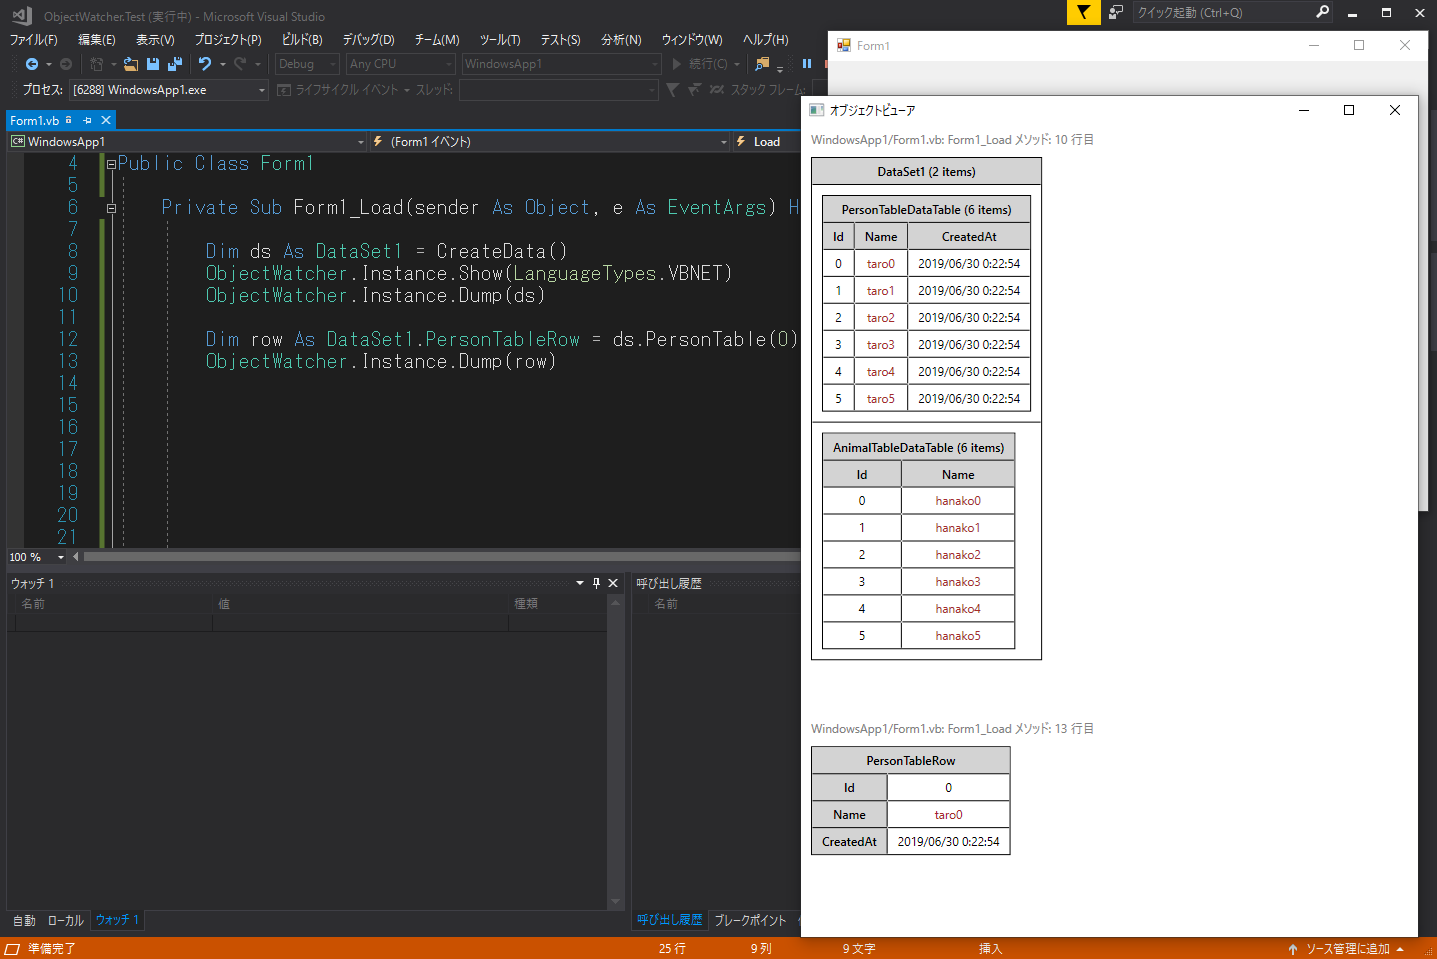 ObjectWatcher.Test (実行中) - Microsoft Visual Studio
クイック起動 (Ctrl+Q)
ファイル(F) 編集(E) 表示(V) プロジェクト(P) ビルド(B) デバッグ(D) チーム(M) ツール(T) テスト(S) 分析(N) ウィンドウ(W) ヘルプ(H)
Debug Any CPU WindowsApp1 続行(C)
プロセス: [6288] WindowsApp1.exe ライフサイクル イベント スレッド: スタック フレーム:
Form1.vb
WindowsApp1 (Form1 イベント) Load
4 Public Class Form1
5
6 Private Sub Form1_Load(sender As Object, e As EventArgs) H
7
8 Dim ds As DataSet1 = CreateData()
9 ObjectWatcher.Instance.Show(LanguageTypes.VBNET)
10 ObjectWatcher.Instance.Dump(ds)
11
12 Dim row As DataSet1.PersonTableRow = ds.PersonTable(0)
13 ObjectWatcher.Instance.Dump(row)
14
15
16
17
18
19
20
21
100 %
ウォッチ 1
名前 値 種類
呼び出し履歴
名前
自動 ローカル ウォッチ 1
呼び出し履歴 ブレークポイント
準備完了 25 行 9 列 9 文字 挿入 ソース管理に追加
Form1
オブジェクトビューア
WindowsApp1/Form1.vb: Form1_Load メソッド: 10 行目
DataSet1 (2 items)
PersonTableDataTable (6 items)
Id Name CreatedAt
0 taro0 2019/06/30 0:22:54
1 taro1 2019/06/30 0:22:54
2 taro2 2019/06/30 0:22:54
3 taro3 2019/06/30 0:22:54
4 taro4 2019/06/30 0:22:54
5 taro5 2019/06/30 0:22:54
AnimalTableDataTable (6 items)
Id Name
0 hanako0
1 hanako1
2 hanako2
3 hanako3
4 hanako4
5 hanako5
WindowsApp1/Form1.vb: Form1_Load メソッド: 13 行目
PersonTableRow
Id 0
Name taro0
CreatedAt 2019/06/30 0:22:54